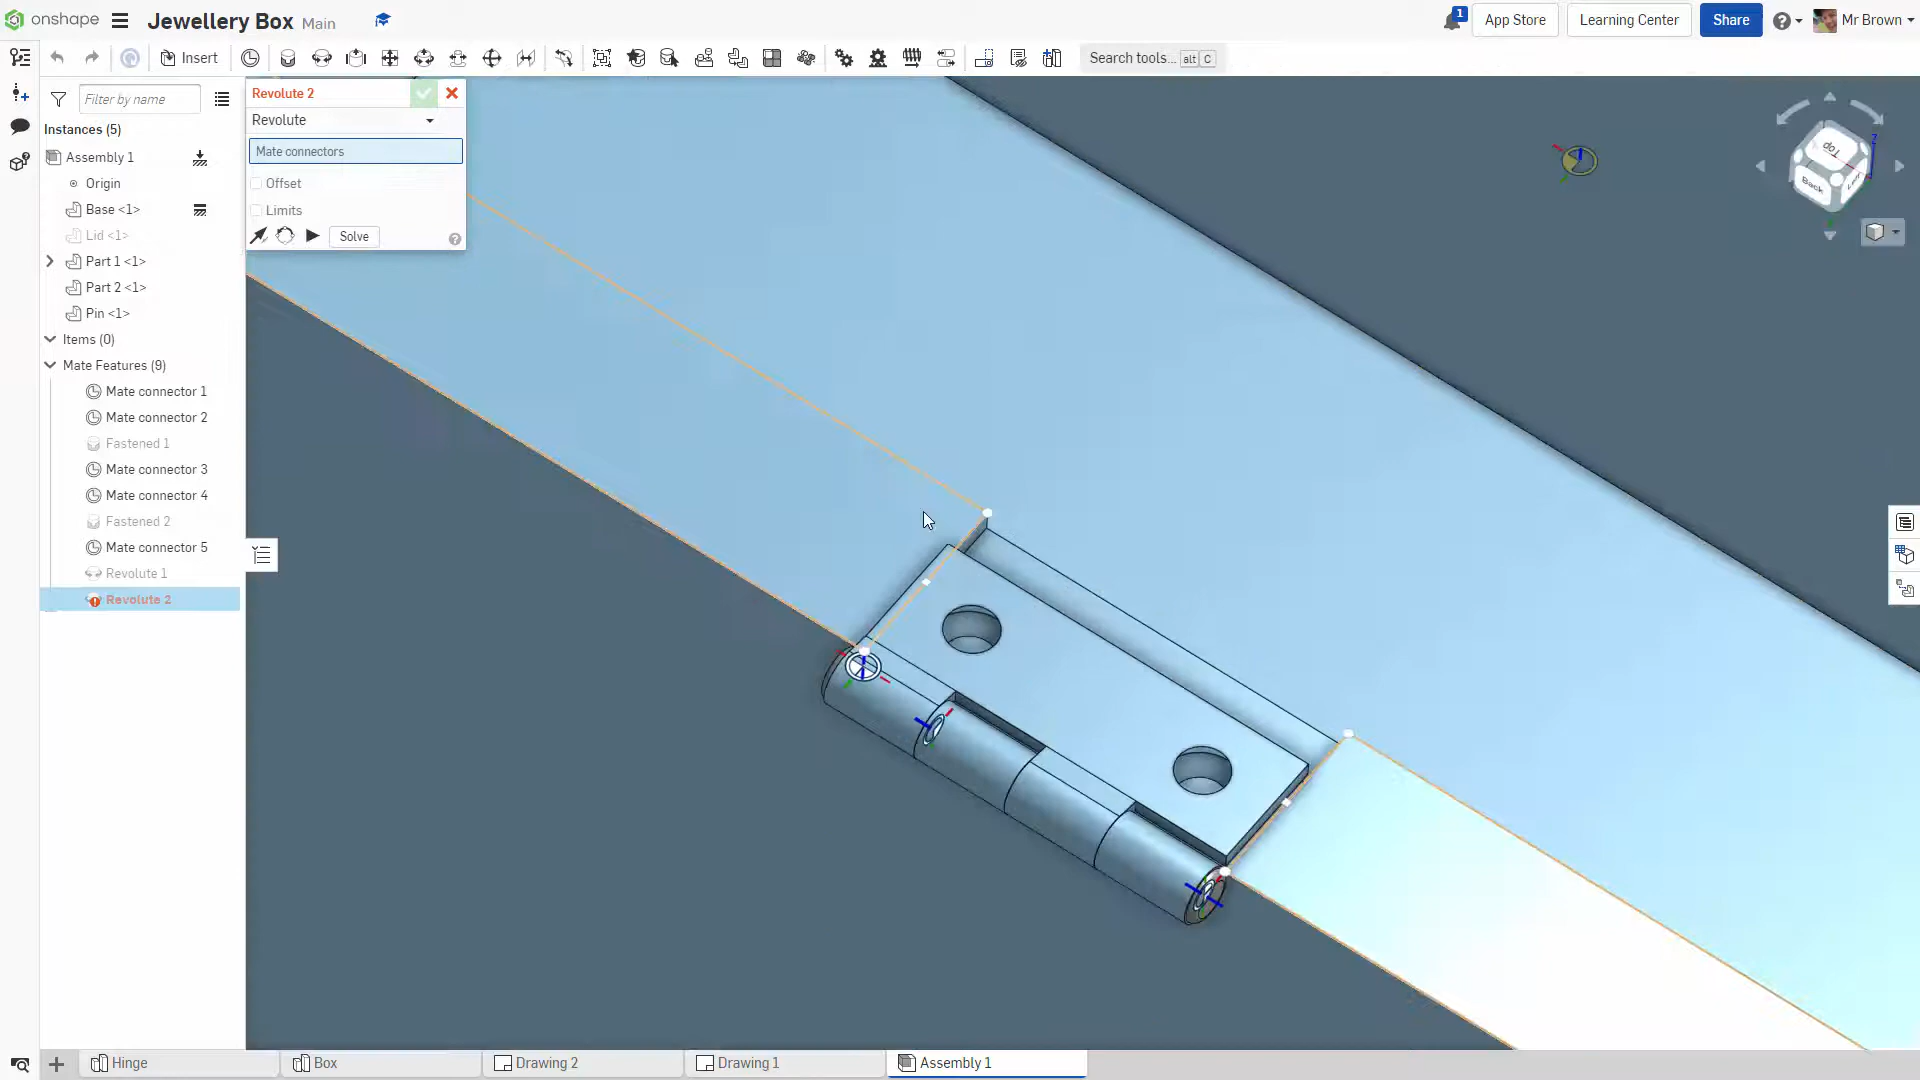 onshape
Jewellery Box Main
1
App Store
Learning Center
Share
Mr Brown
Insert
Search tools... alt C
Filter by name
Instances (5)
Assembly 1
Origin
Base <1>
Lid <1>
Part 1 <1>
Part 2 <1>
Pin <1>
Items (0)
Mate Features (9)
Mate connector 1
Mate connector 2
Fastened 1
Mate connector 3
Mate connector 4
Fastened 2
Mate connector 5
Revolute 1
Revolute 2
Revolute 2
Revolute
Mate connectors
Offset
Limits
Solve
Z
Top
Back
Hinge
Box
Drawing 2
Drawing 1
Assembly 1